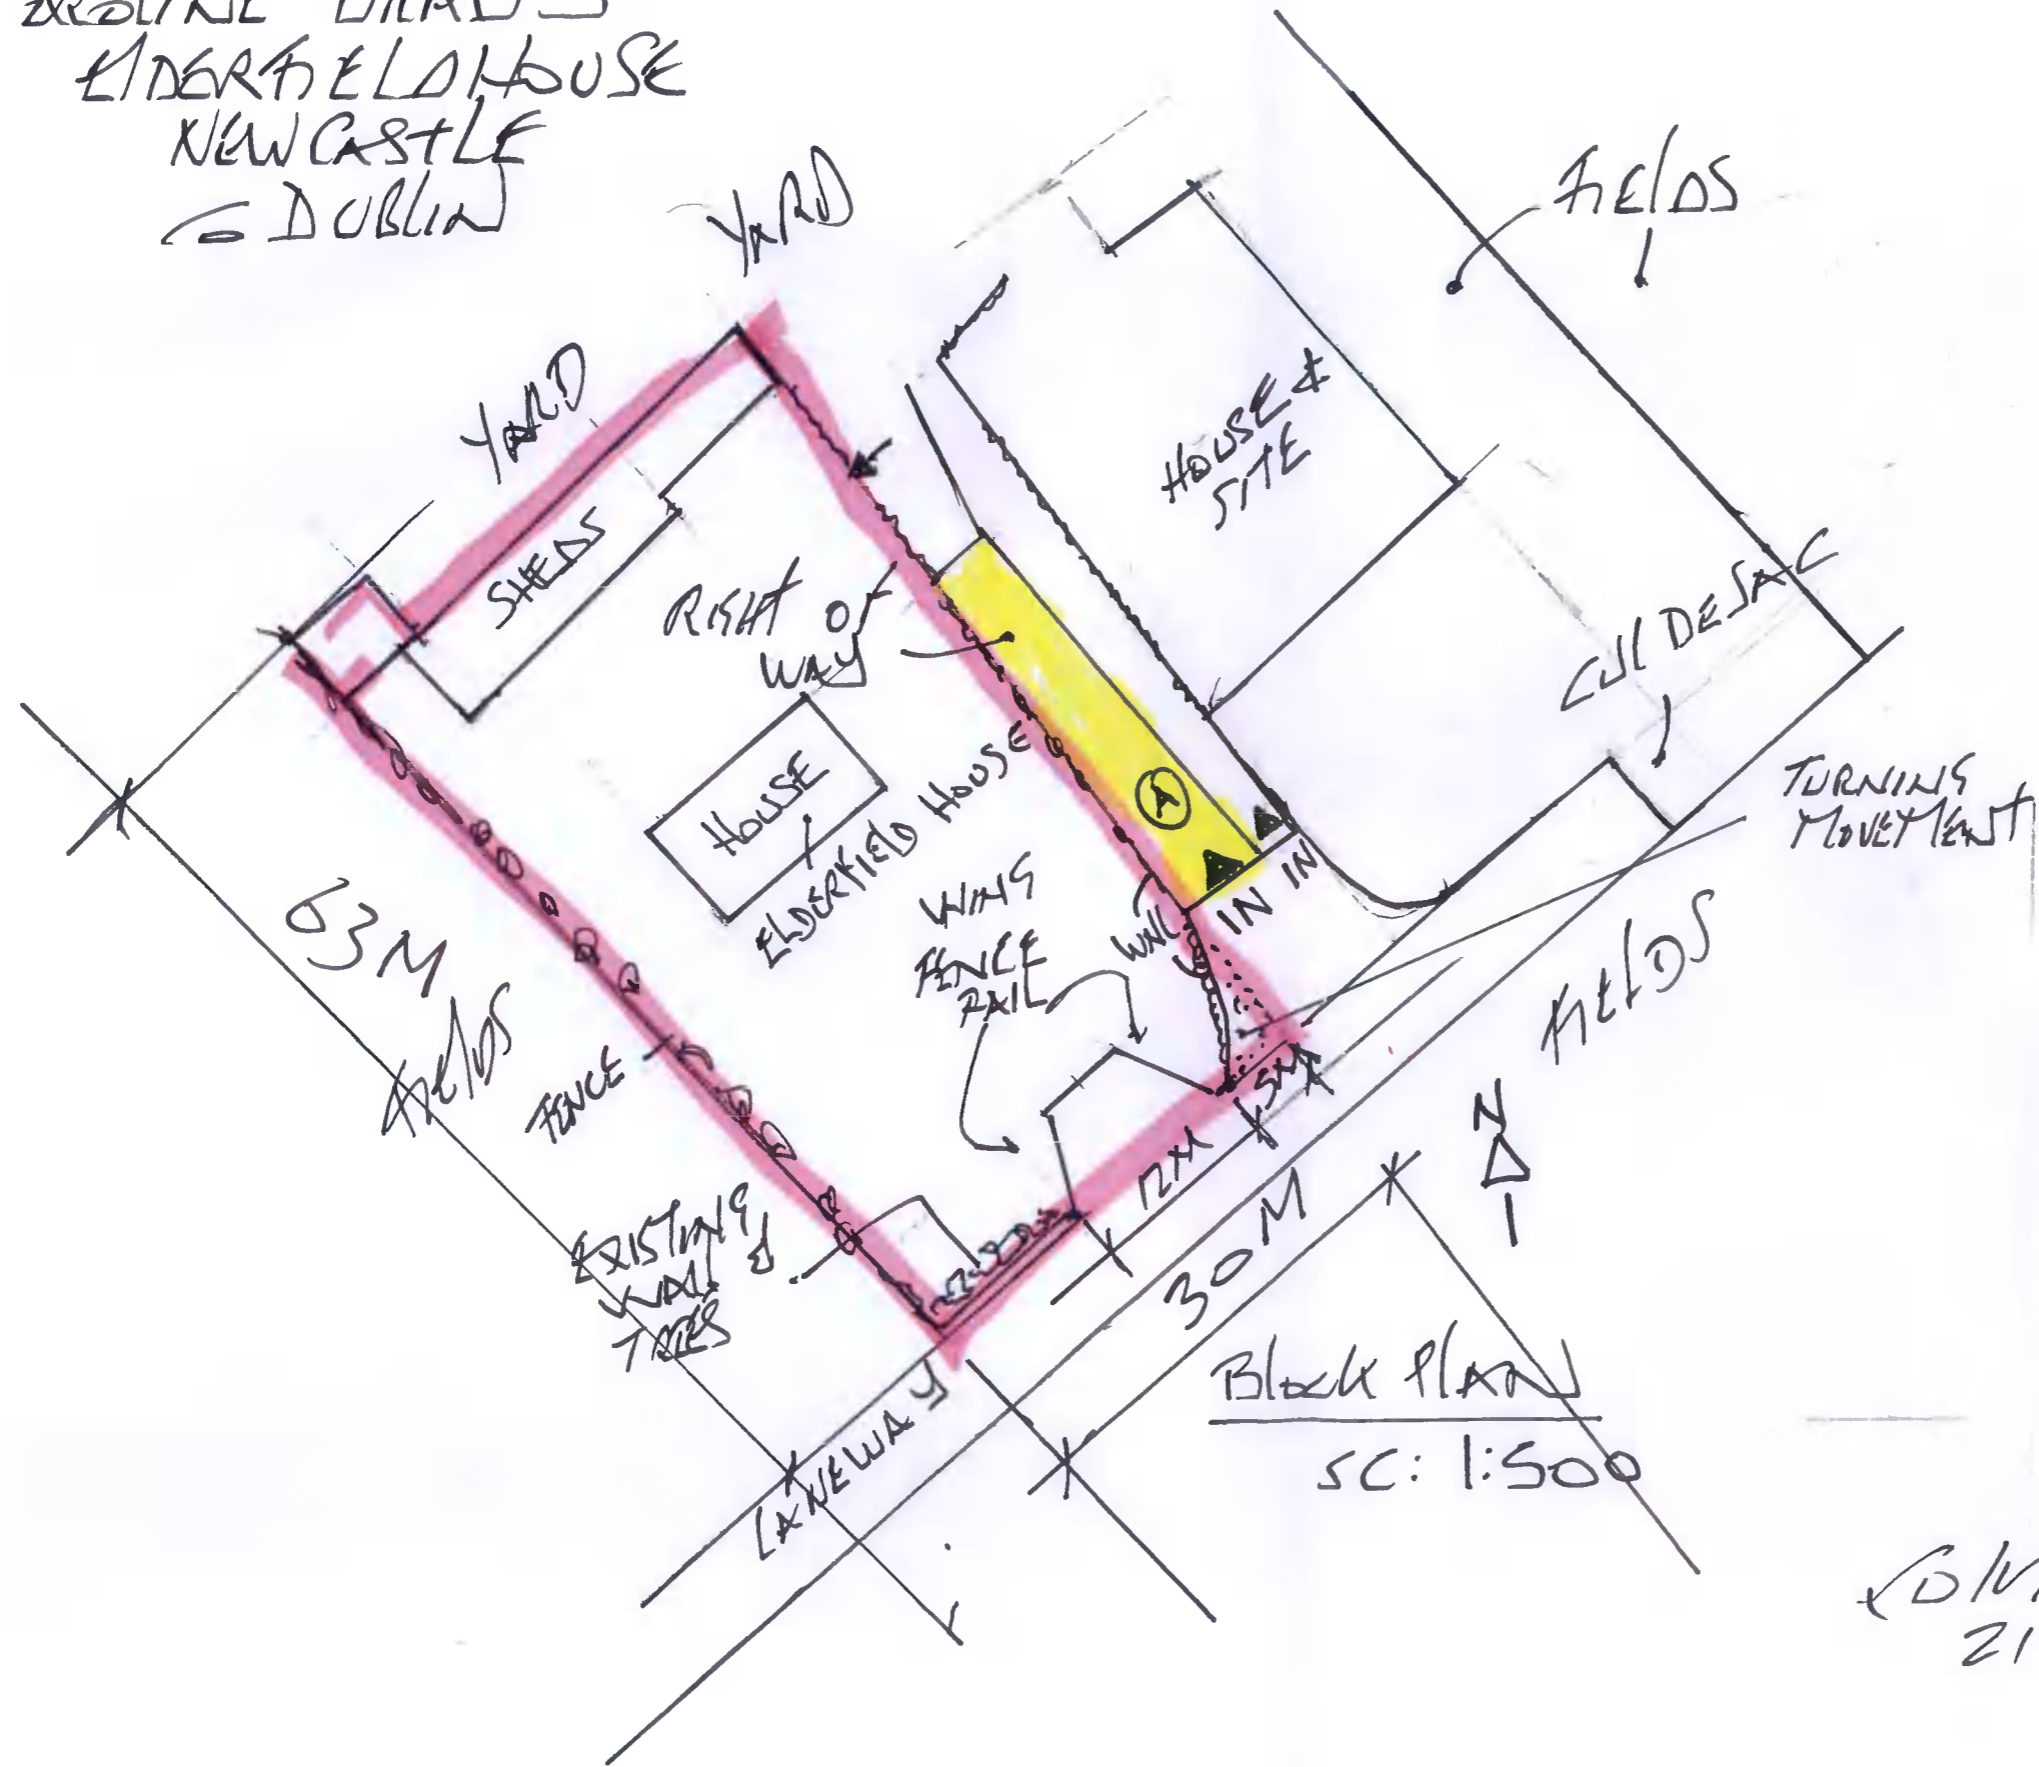 ELDERFIELD HOUSE
NEWCASTLE
CO DUBLIN
YARD
FIELDS
YARD
HOUSE &
SITE
SHEDS
RIGHT OF
WAY
CUL DE SAC
TURNING
MOVEMENT
HOUSE
ELDERFIELD HOUSE
A
IN IN
WING
FENCE
RAIL
WALL
63M
FIELDS
FENCE
FIELDS
N
5M
12M
30M
EXISTING
WALL &
TREES
BLOCK PLAN
SC: 1:500
LANEWAY
21